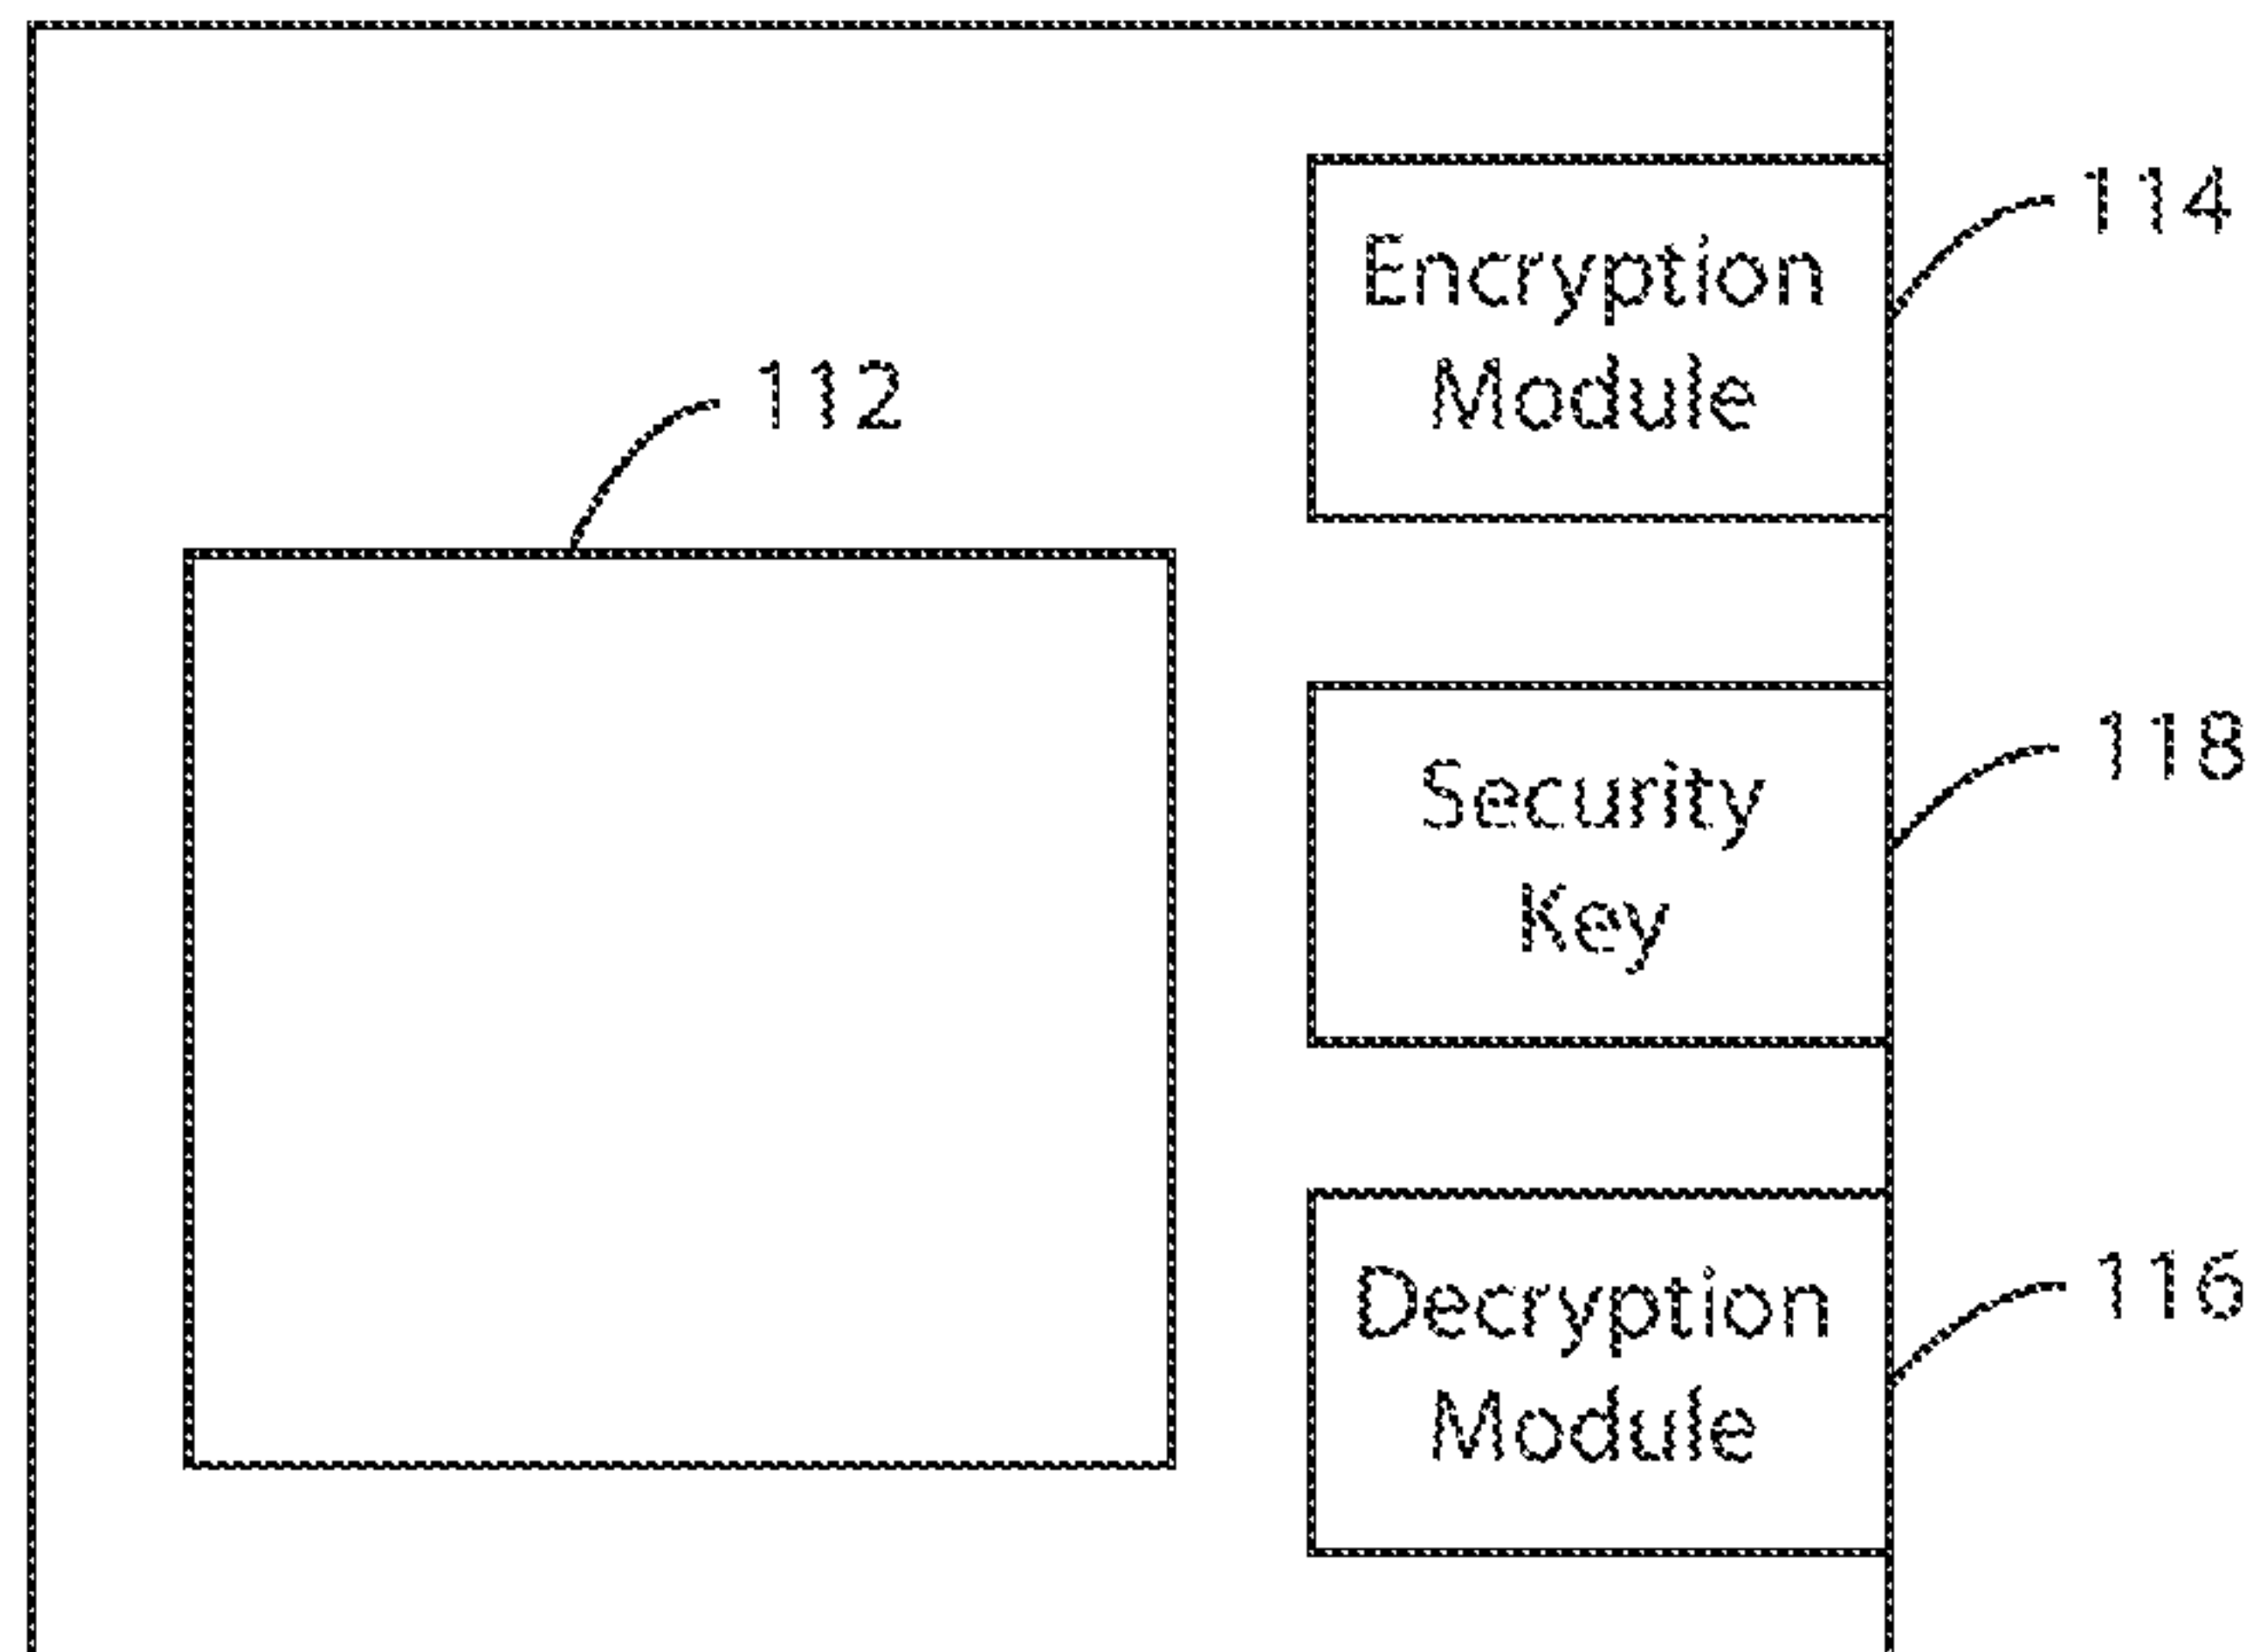 114
Encryption
Module
112
118
Security
Key
116
Decryption
Module